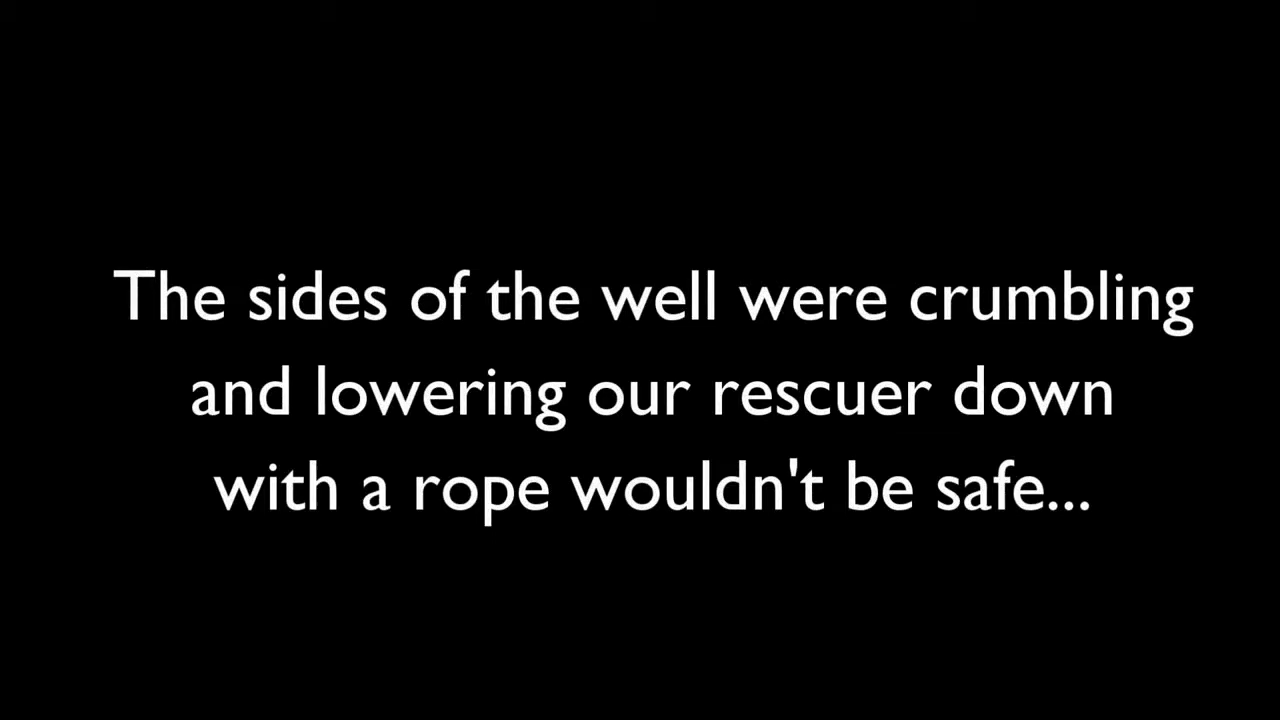 The sides of the well were crumbling
and lowering our rescuer down
with a rope wouldn't be safe...